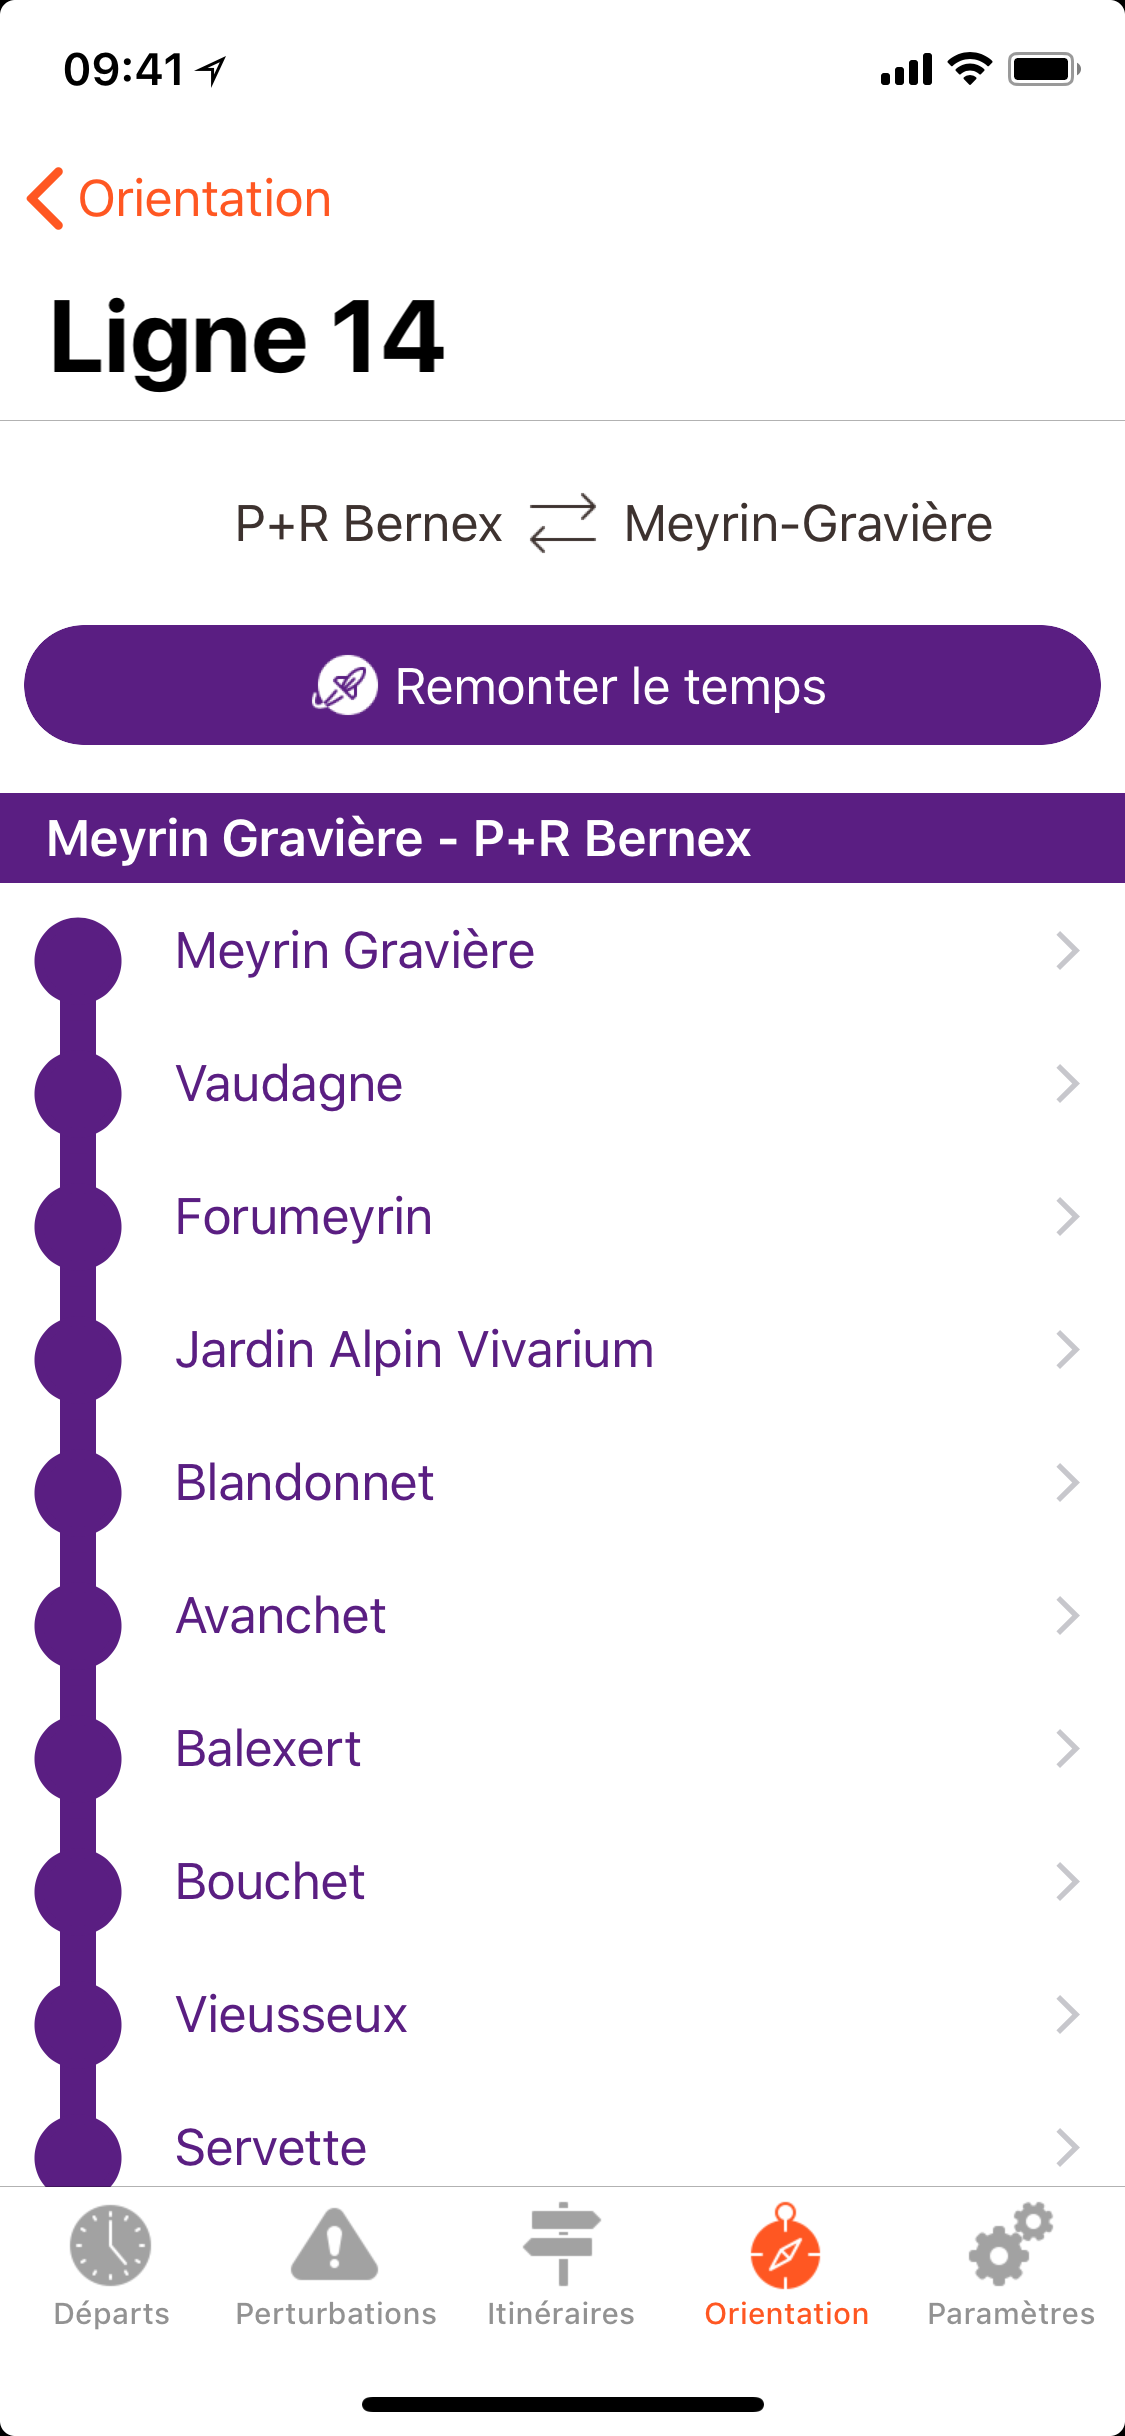 09:41
Orientation
Ligne 14
P+R Bernex Meyrin-Gravière
Remonter le temps
Meyrin Gravière - P+R Bernex
Meyrin Gravière
Vaudagne
Forumeyrin
Jardin Alpin Vivarium
Blandonnet
Avanchet
Balexert
Bouchet
Vieusseux
Servette
Départs Perturbations Itinéraires Orientation Paramètres